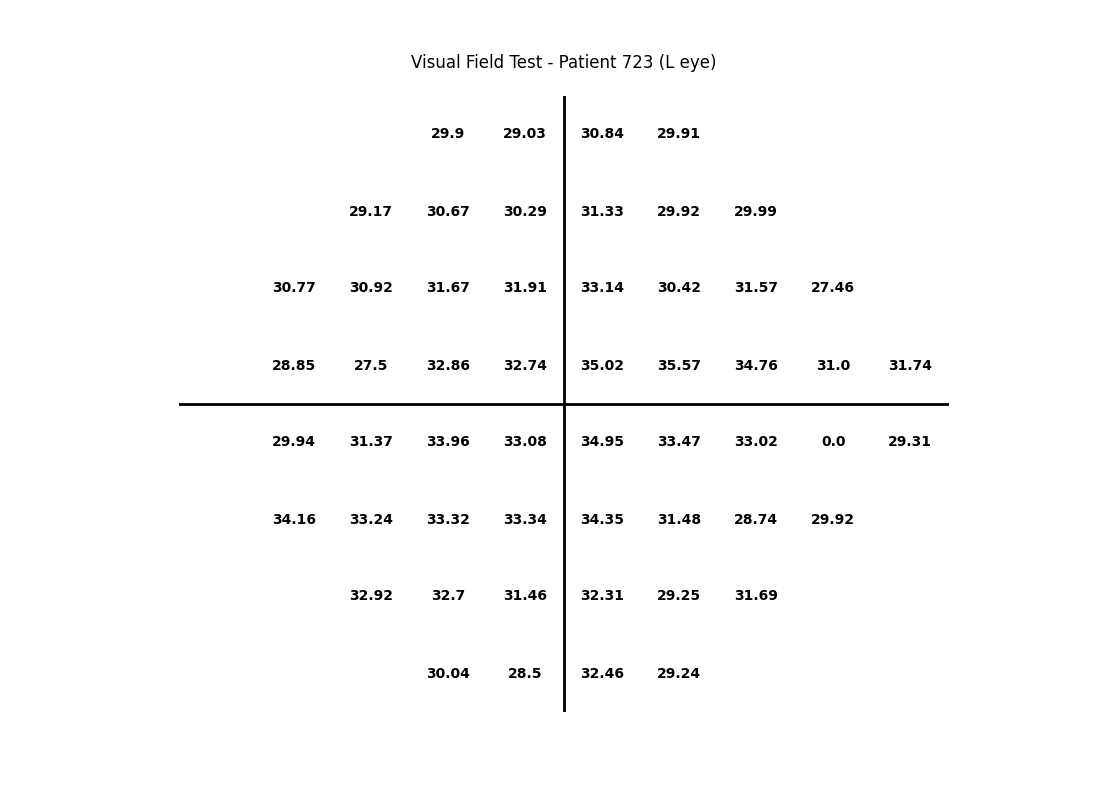 Visual Field Test - Patient 723 (L eye)
29.9 29.03 30.84 29.91
29.17 30.67 30.29 31.33 29.92 29.99
30.77 30.92 31.67 31.91 33.14 30.42 31.57 27.46
28.85 27.5 32.86 32.74 35.02 35.57 34.76 31.0 31.74
29.94 31.37 33.96 33.08 34.95 33.47 33.02 0.0 29.31
34.16 33.24 33.32 33.34 34.35 31.48 28.74 29.92
32.92 32.7 31.46 32.31 29.25 31.69
30.04 28.5 32.46 29.24